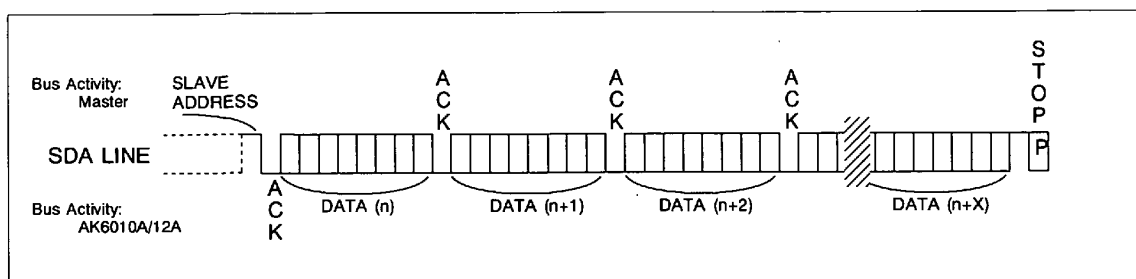 Bus Activity:
Master
SLAVE
ADDRESS
A
C
K
A
C
K
A
C
K
S
T
O
P
SDA LINE
P
Bus Activity:
AK6010A/12A
A
C
K
DATA (n)
DATA (n+1)
DATA (n+2)
DATA (n+X)